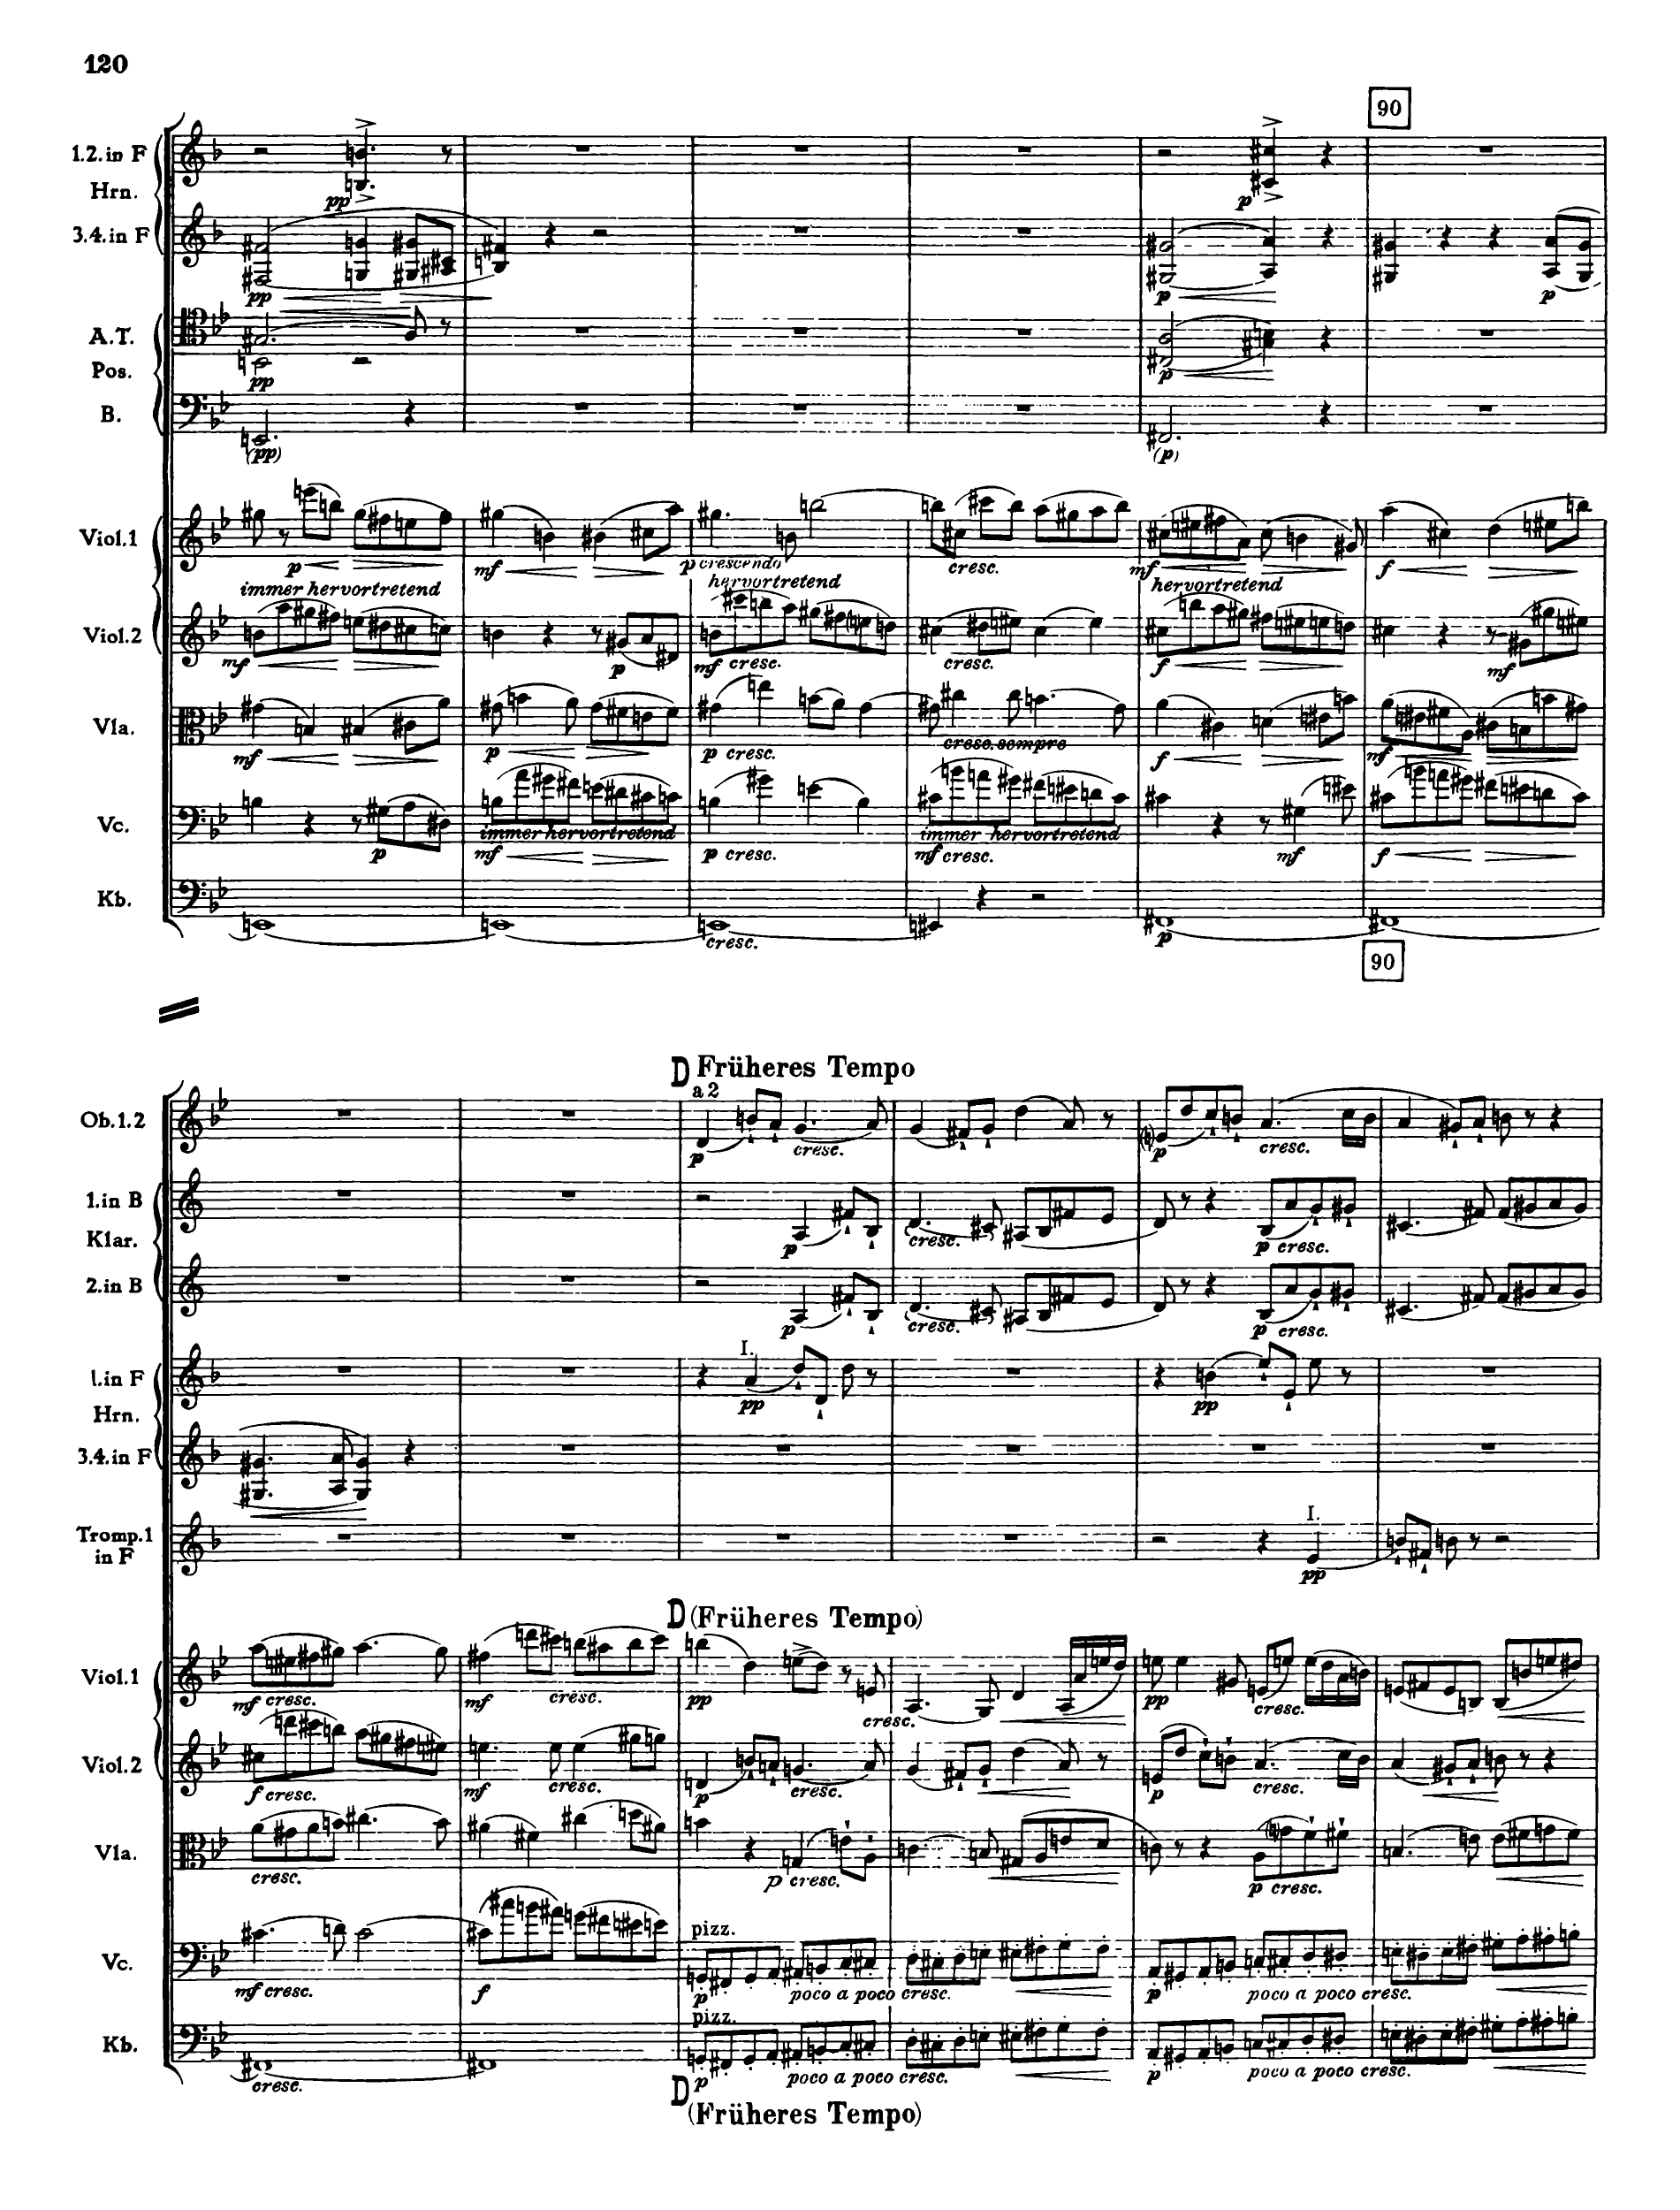 120
90
1.2. in F
Hrn.
pp
3.4. in F
pp
p
p
p
A.T.
Pos.
pp
p
B.
(pp)
(p)
Viol.1
p
mf
p crescendo
cresc.
mf
f
immer hervortretend
hervortretend
hervortretend
Viol.2
mf
p
mf cresc.
cresc.
f
mf
Vla.
mf
p
p cresc.
cresc. sempre
f
mf
Vc.
p
immer hervortretend
mf
p cresc.
immer hervortretend
mf cresc.
mf
f
Kb.
cresc.
p
90
D Früheres Tempo
a 2
Ob.1.2
p
cresc.
p
cresc.
1. in B
Klar.
p
cresc.
p cresc.
2. in B
p
cresc.
p cresc.
1. in F
Hrn.
I.
pp
pp
3.4. in F
Tromp.1
in F
I.
pp
D (Früheres Tempo)
Viol.1
mf cresc.
mf
cresc.
pp
cresc.
pp
cresc.
Viol.2
f cresc.
mf
cresc.
p
cresc.
p
cresc.
Vla.
cresc.
p cresc.
p cresc.
Vc.
mf cresc.
f
pizz.
p
poco a poco cresc.
p
poco a poco cresc.
Kb.
cresc.
pizz.
p
poco a poco cresc.
p
poco a poco cresc.
D
(Früheres Tempo)